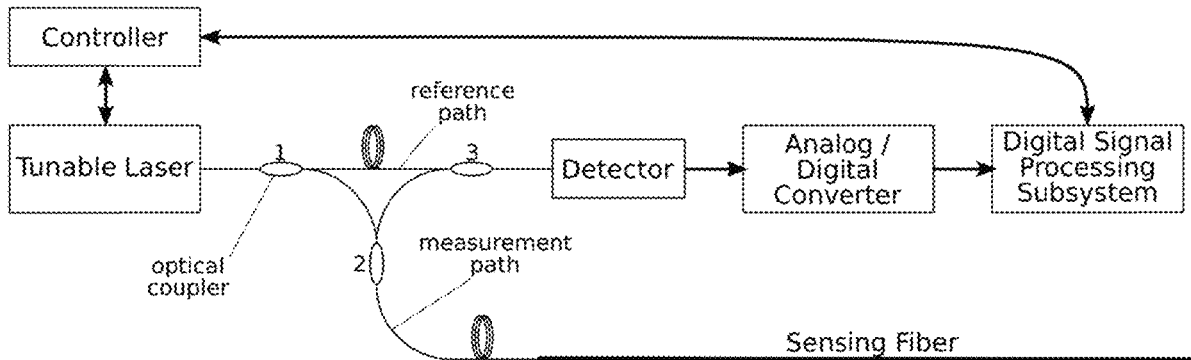 Controller
reference
path
Tunable Laser
1
3
Detector
Analog /
Digital
Converter
Digital Signal
Processing
Subsystem
optical
coupler
2
measurement
path
Sensing Fiber